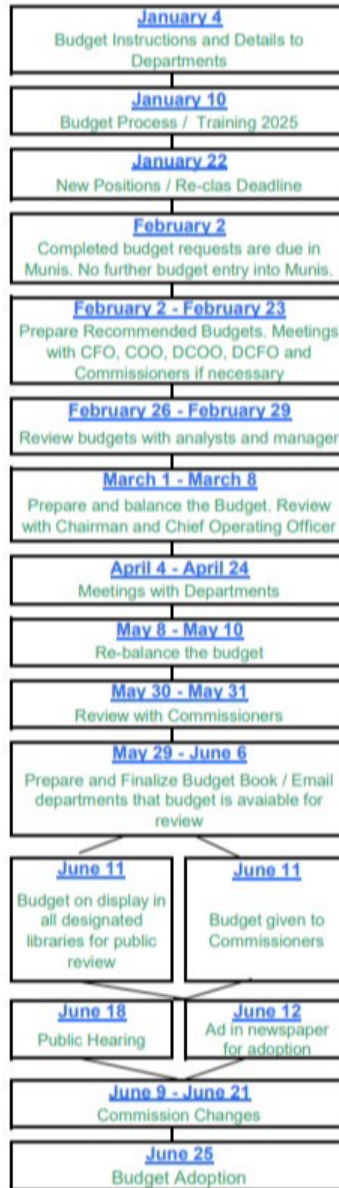 January 4
Budget Instructions and Details to
Departments
January 10
Budget Process / Training 2025
January 22
New Positions / Re-clas Deadline
February 2
Completed budget requests are due in
Munis. No further budget entry into Munis.
February 2 - February 23
Prepare Recommended Budgets. Meetings
with CFO, COO, DCOO, DCFO and
Commissioners if necessary
February 26 - February 29
Review budgets with analysts and manager
March 1 - March 8
Prepare and balance the Budget. Review
with Chairman and Chief Operating Officer
April 4 - April 24
Meetings with Departments
May 8 - May 10
Re-balance the budget
May 30 - May 31
Review with Commissioners
May 29 - June 6
Prepare and Finalize Budget Book / Email
departments that budget is avaiable for
review
June 11
Budget on display in
all designated
libraries for public
review
June 11
Budget given to
Commissioners
June 18
Public Hearing
June 12
Ad in newspaper
for adoption
June 9 - June 21
Commission Changes
June 25
Budget Adoption